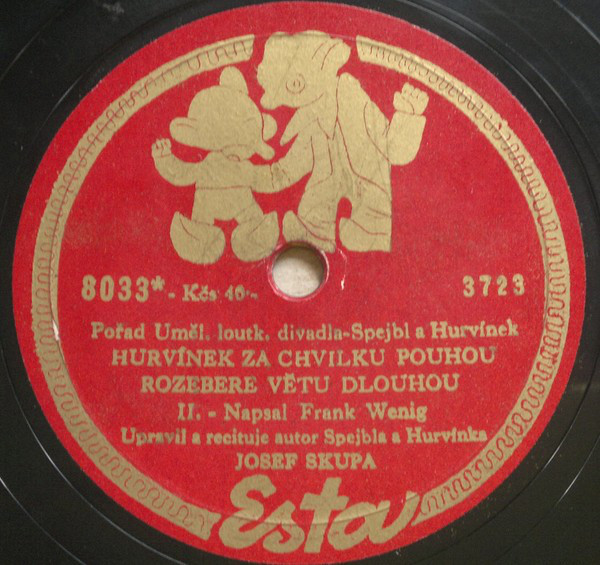 8033* - Kčs 40·- 3723
Pořad Uměl. loutk. divadla-Spejbl a Hurvínek
HURVÍNEK ZA CHVILKU POUHOU
ROZEBERE VĚTU DLOUHOU
II. - Napsal Frank Wenig
Upravil a recituje autor Spejbla a Hurvínka
JOSEF SKUPA
Esta